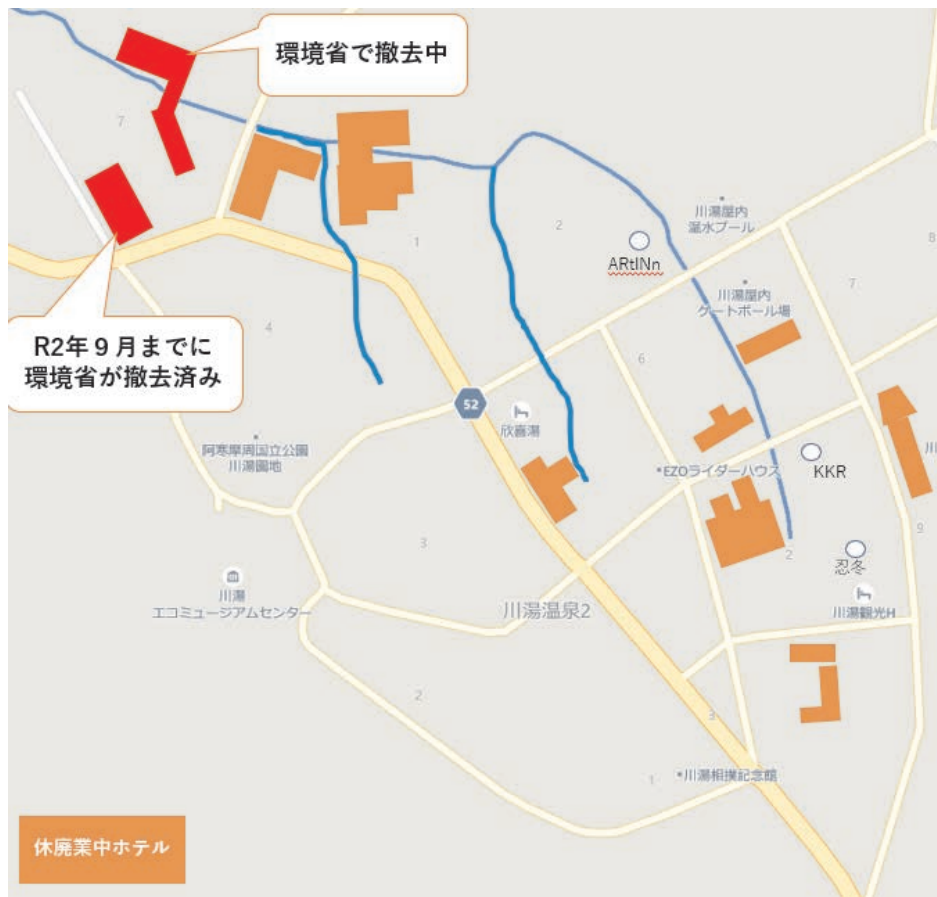 環境省で撤去中
7
R2年９月までに
環境省が撤去済み
1
2
川湯屋内
温水プール
8
ARtINn
7
川湯屋内
ゲートボール場
4
6
52
欣喜湯
阿寒摩周国立公園
川湯園地
EZOライダーハウス
KKR
川
9
3
2
忍冬
川湯
エコミュージアムセンター
川湯温泉2
川湯観光H
2
3
1
川湯相撲記念館
休廃業中ホテル